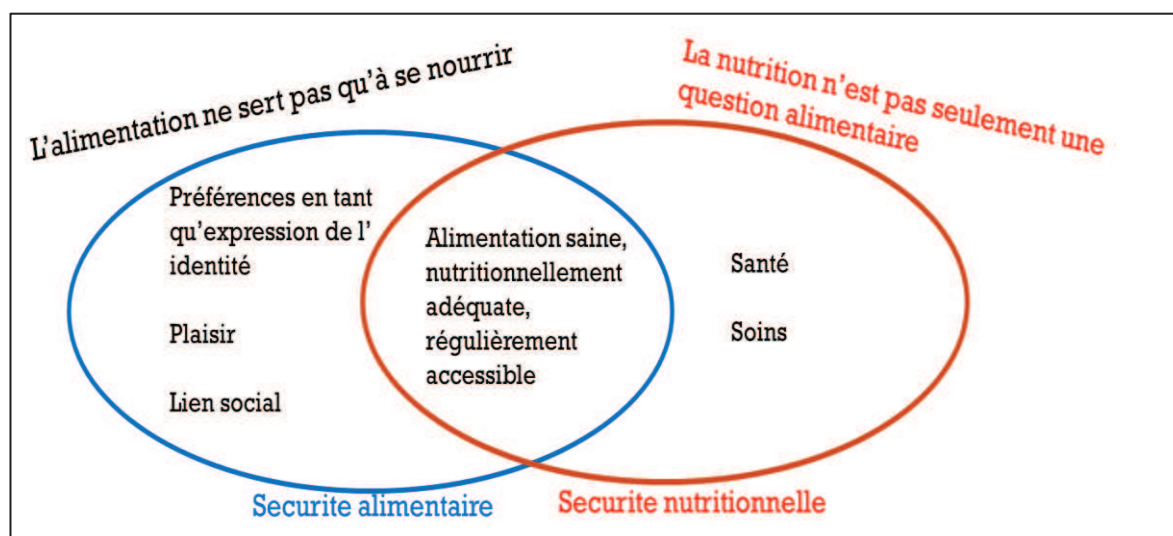 L’alimentation ne sert pas qu’à se nourrir
La nutrition n’est pas seulement une
question alimentaire
Préférences en tant
qu’expression de l’
identité
Plaisir
Lien social
Alimentation saine,
nutritionnellement
adéquate,
régulièrement
accessible
Santé
Soins
Securite alimentaire
Securite nutritionnelle